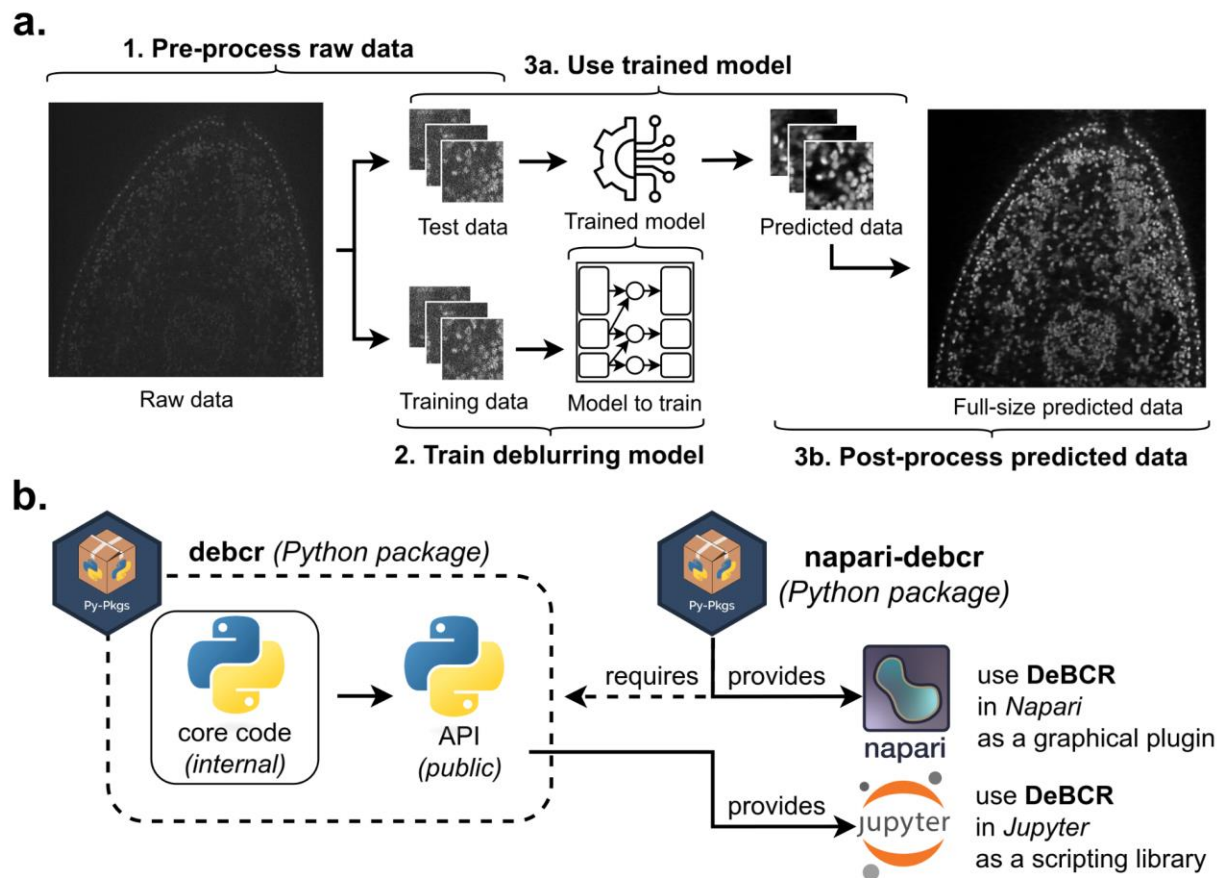 a.
1. Pre-process raw data
3a. Use trained model
Raw data
Test data
Trained model
Predicted data
Training data
Model to train
Full-size predicted data
2. Train deblurring model
3b. Post-process predicted data
b.
Py-Pkgs
debcr (Python package)
core code
(internal)
API
(public)
Py-Pkgs
napari-debcr
(Python package)
requires
provides
napari
use DeBCR
in Napari
as a graphical plugin
provides
jupyter
use DeBCR
in Jupyter
as a scripting library